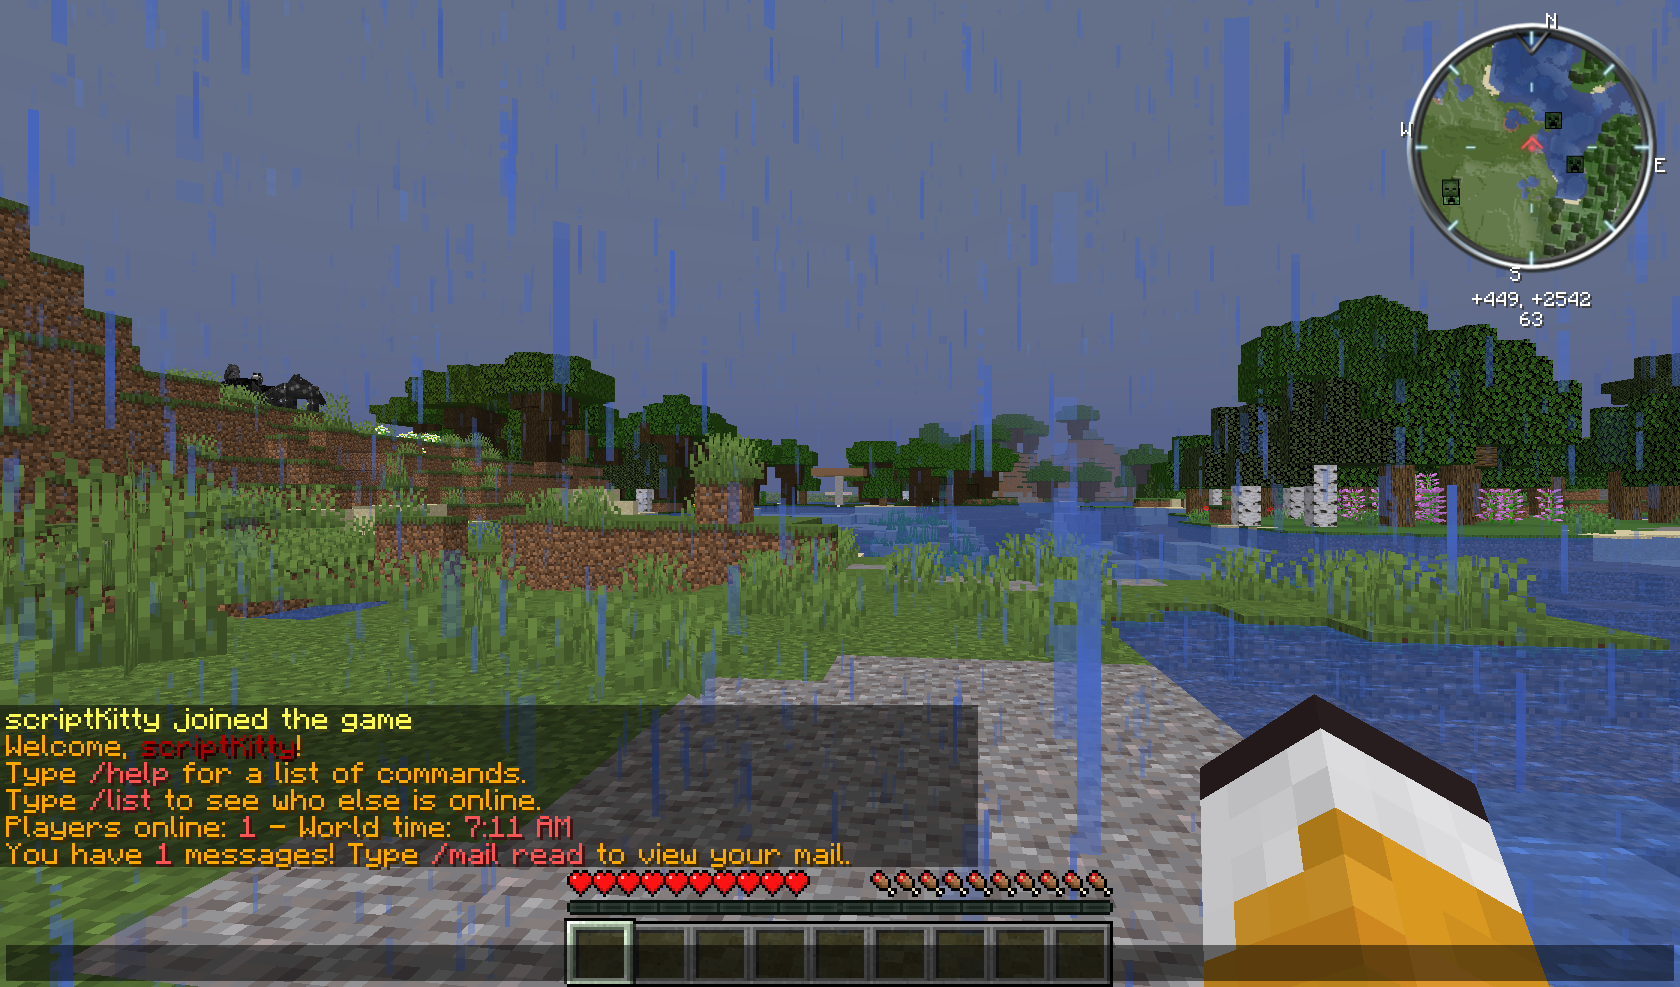 N
W
E
S
+449, +2542
63
scriptKitty joined the game
Welcome, scriptKitty!
Type /help for a list of commands.
Type /list to see who else is online.
Players online: 1 - World time: 7:11 AM
You have 1 messages! Type /mail read to view your mail.